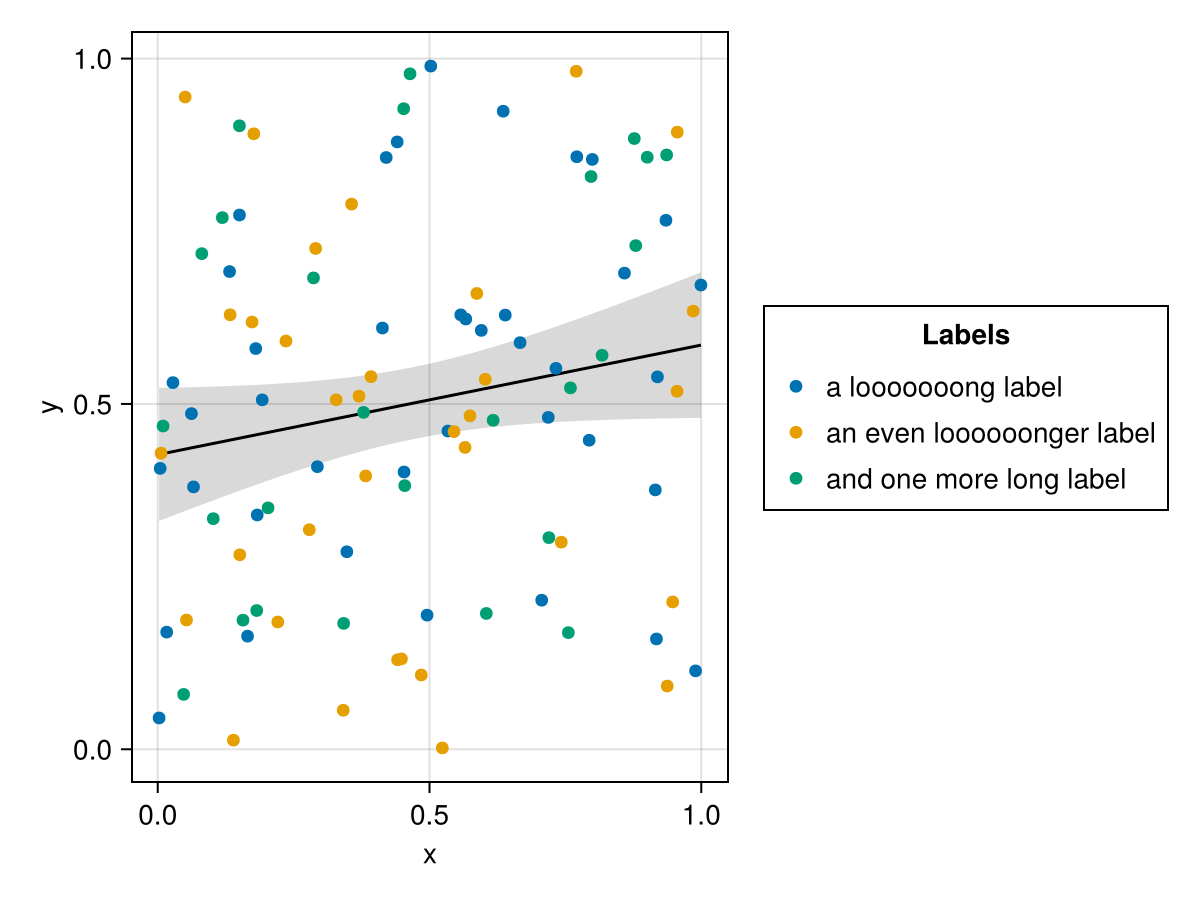 1.0
0.5
0.0
y
0.0 0.5 1.0
x
Labels
a looooooong label
an even loooooonger label
and one more long label